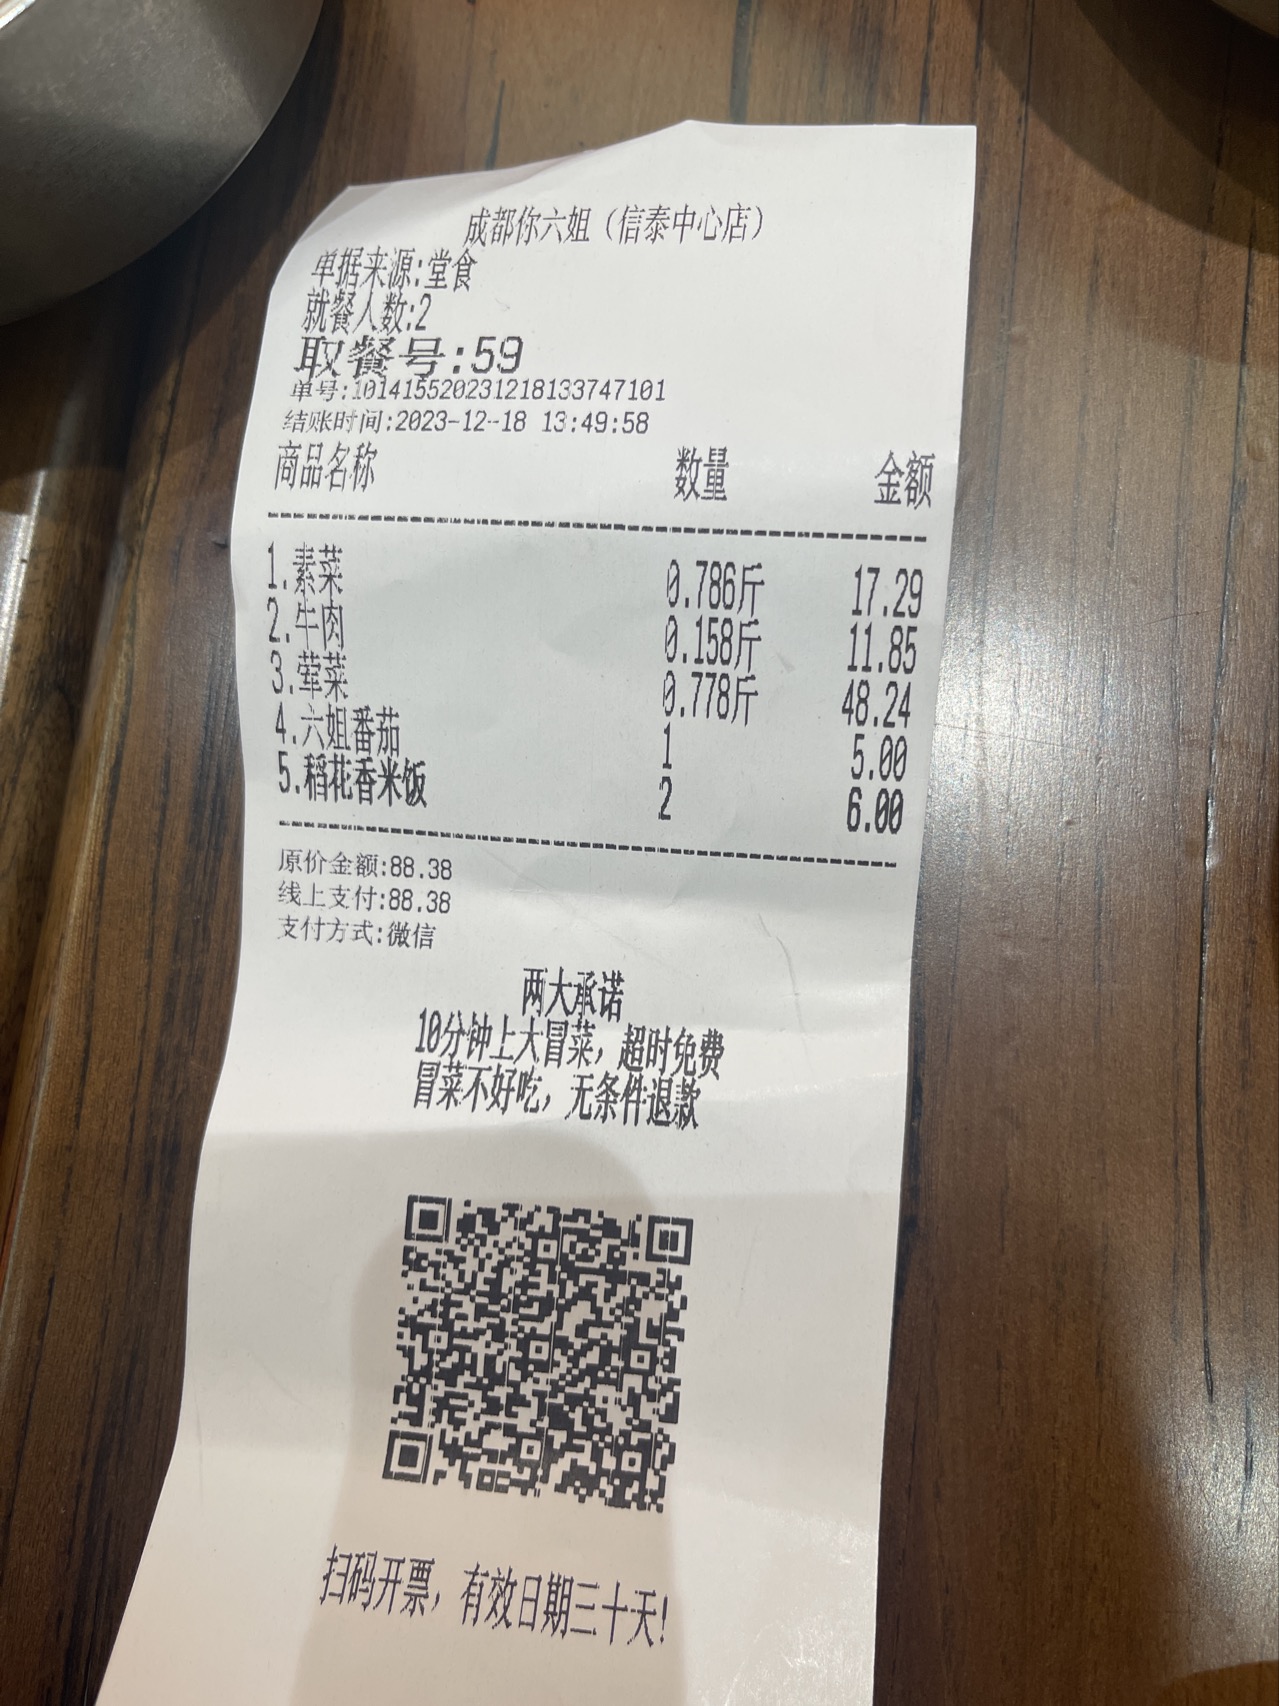 成都你六姐（信泰中心店）
单据来源:堂食
就餐人数:2
取餐号:59
单号:10141552023121813374​7101
结账时间:2023-12-18 13:49:58
商品名称 数量 金额
1.素菜 0.786斤 17.29
2.牛肉 0.158斤 11.85
3.荤菜 0.778斤 48.24
4.六姐番茄 1 5.00
5.稻花香米饭 2 6.00
原价金额:88.38
线上支付:88.38
支付方式:微信
两大承诺
10分钟上大冒菜，超时免费
冒菜不好吃，无条件退款
扫码开票，有效日期三十天!